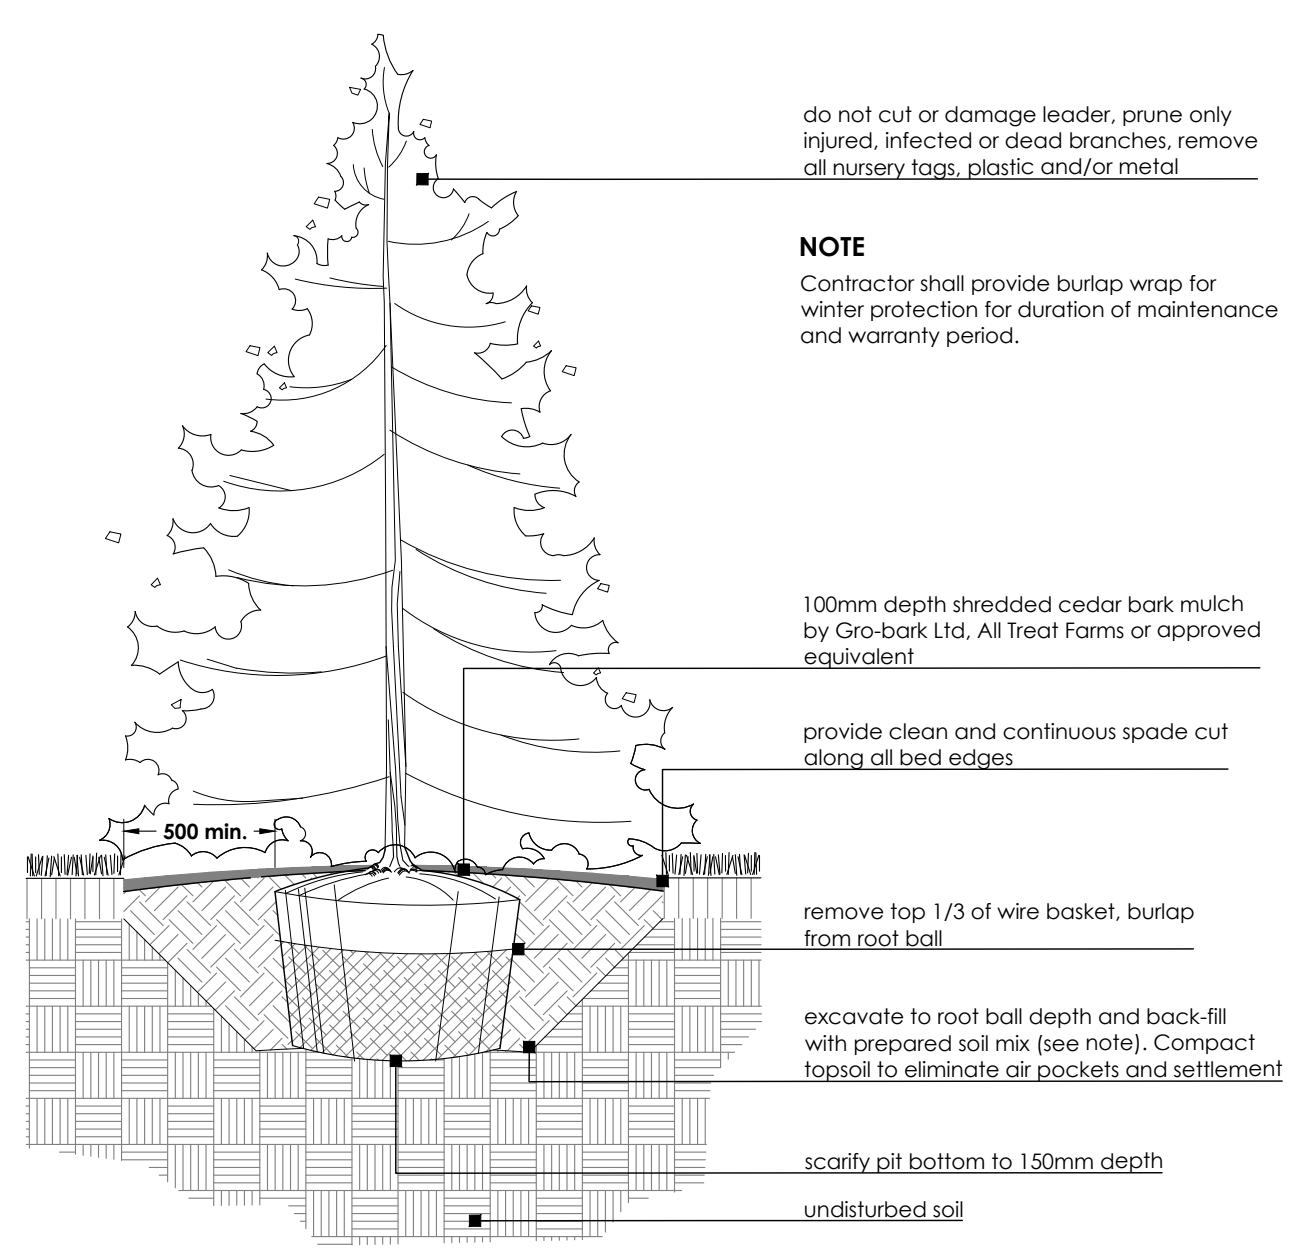 do not cut or damage leader, prune only
injured, infected or dead branches, remove
all nursery tags, plastic and/or metal
NOTE
Contractor shall provide burlap wrap for
winter protection for duration of maintenance
and warranty period.
100mm depth shredded cedar bark mulch
by Gro-bark Ltd, All Treat Farms or approved
equivalent
provide clean and continuous spade cut
along all bed edges
500 min.
remove top 1/3 of wire basket, burlap
from root ball
excavate to root ball depth and back-fill
with prepared soil mix (see note). Compact
topsoil to eliminate air pockets and settlement
scarify pit bottom to 150mm depth
undisturbed soil